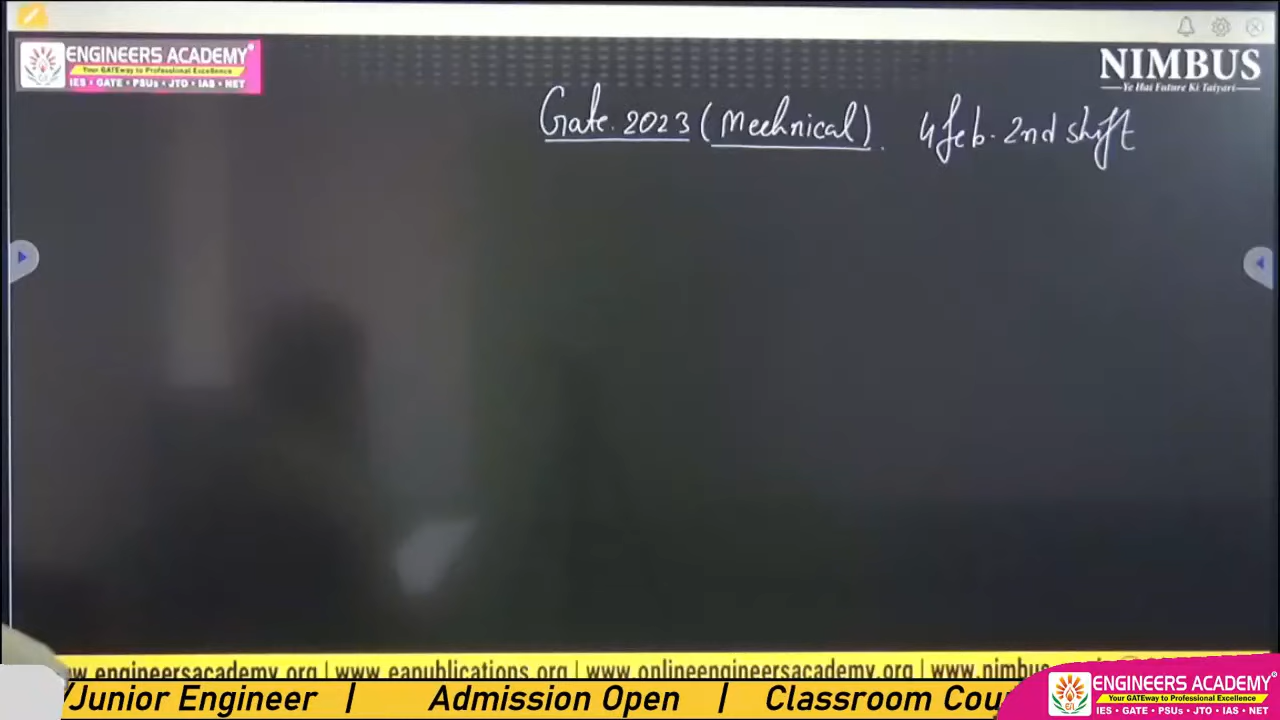 ENGINEERS ACADEMY
Your GATEway to Professional Excellence
IES • GATE • PSUs • JTO • IAS • NET
NIMBUS
Ye Hai Future Ki Taiyari
Gate. 2023 (Mechnical). 4 feb. 2nd shift
www.engineersacademy.org | www.eapublications.org | www.onlineengineersacademy.org | www.nimbus
/Junior Engineer | Admission Open | Classroom Cou
ENGINEERS ACADEMY
Your GATEway to Professional Excellence
IES • GATE • PSUs • JTO • IAS • NET